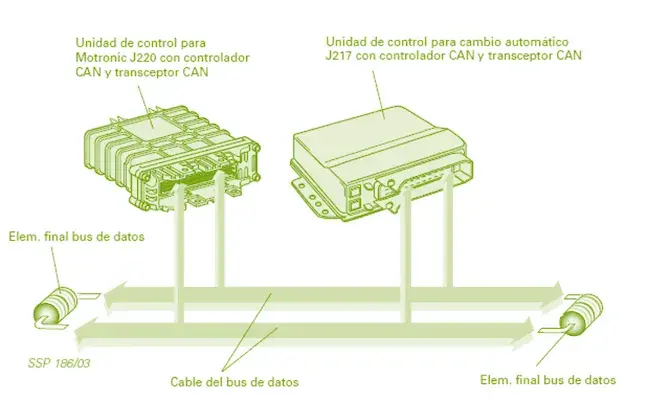 Unidad de control para
Motronic J220 con controlador
CAN y transceptor CAN
Unidad de control para cambio automático
J217 con controlador CAN y transceptor CAN
Elem. final bus de datos
SSP 186/03
Cable del bus de datos
Elem. final bus de datos